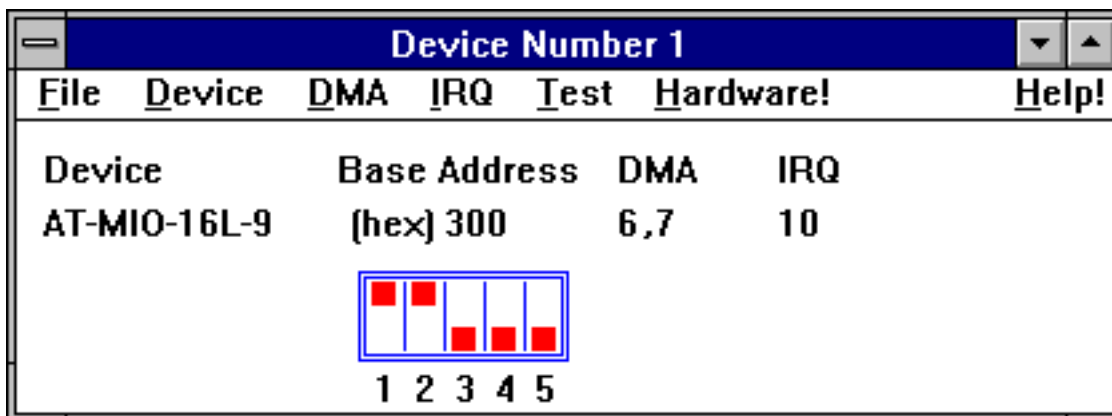 Device Number 1
File Device DMA IRQ Test Hardware! Help!
Device Base Address DMA IRQ
AT-MIO-16L-9 (hex) 300 6,7 10
1 2 3 4 5